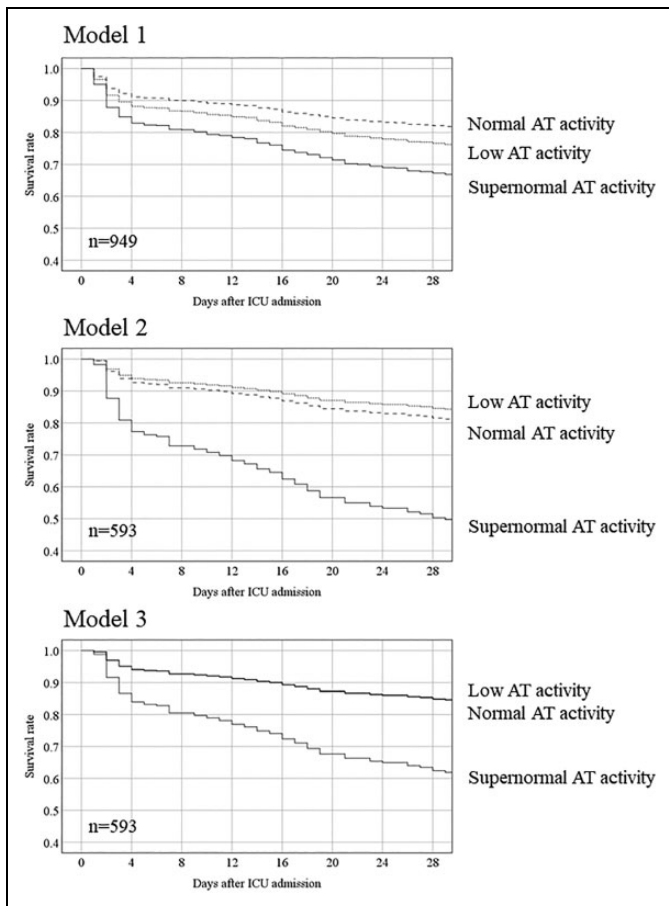 Model 1
1.0
0.9
0.8
0.7
0.6
0.5
0.4
Survival rate
n=949
0 4 8 12 16 20 24 28
Days after ICU admission
Normal AT activity
Low AT activity
Supernormal AT activity
Model 2
1.0
0.9
0.8
0.7
0.6
0.5
0.4
Survival rate
n=593
0 4 8 12 16 20 24 28
Days after ICU admission
Low AT activity
Normal AT activity
Supernormal AT activity
Model 3
1.0
0.9
0.8
0.7
0.6
0.5
0.4
Survival rate
n=593
0 4 8 12 16 20 24 28
Days after ICU admission
Low AT activity
Normal AT activity
Supernormal AT activity